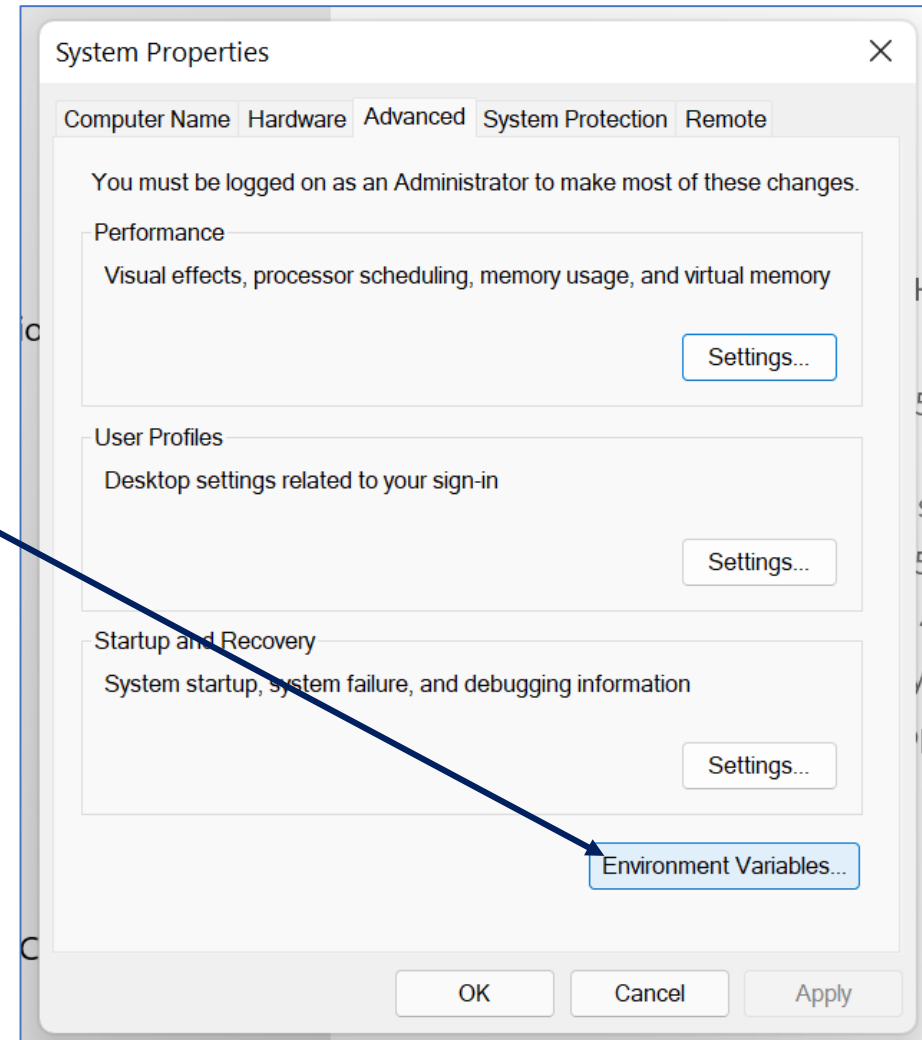 System Properties
Computer Name Hardware Advanced System Protection Remote
You must be logged on as an Administrator to make most of these changes.
Performance
Visual effects, processor scheduling, memory usage, and virtual memory
Settings...
User Profiles
Desktop settings related to your sign-in
Settings...
Startup and Recovery
System startup, system failure, and debugging information
Settings...
Environment Variables...
OK Cancel Apply